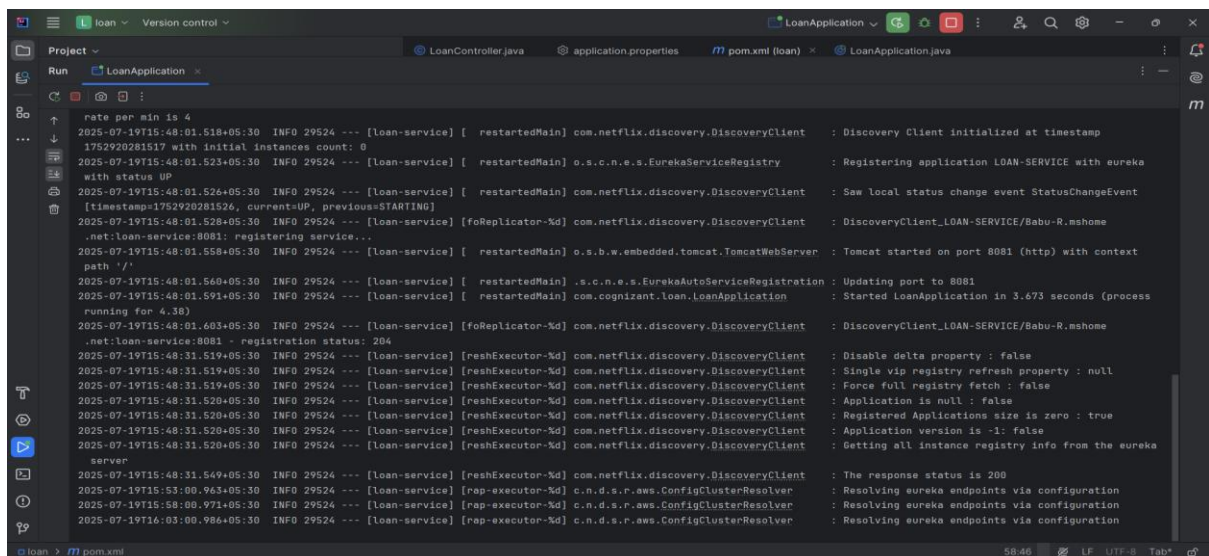 L loan Version control LoanApplication
Project LoanController.java application.properties m pom.xml (loan) LoanApplication.java
Run LoanApplication
rate per min is 4
2025-07-19T15:48:01.518+05:30  INFO 29524 --- [loan-service] [  restartedMain] com.netflix.discovery.DiscoveryClient    : Discovery Client initialized at timestamp
1752920281517 with initial instances count: 0
2025-07-19T15:48:01.523+05:30  INFO 29524 --- [loan-service] [  restartedMain] o.s.c.n.e.s.EurekaServiceRegistry        : Registering application LOAN-SERVICE with eureka
with status UP
2025-07-19T15:48:01.526+05:30  INFO 29524 --- [loan-service] [  restartedMain] com.netflix.discovery.DiscoveryClient    : Saw local status change event StatusChangeEvent
[timestamp=1752920281526, current=UP, previous=STARTING]
2025-07-19T15:48:01.528+05:30  INFO 29524 --- [loan-service] [foReplicator-%d] com.netflix.discovery.DiscoveryClient    : DiscoveryClient_LOAN-SERVICE/Babu-R.mshome
.net:loan-service:8081: registering service...
2025-07-19T15:48:01.558+05:30  INFO 29524 --- [loan-service] [  restartedMain] o.s.b.w.embedded.tomcat.TomcatWebServer  : Tomcat started on port 8081 (http) with context
path '/'
2025-07-19T15:48:01.560+05:30  INFO 29524 --- [loan-service] [  restartedMain] .s.c.n.e.s.EurekaAutoServiceRegistration : Updating port to 8081
2025-07-19T15:48:01.591+05:30  INFO 29524 --- [loan-service] [  restartedMain] com.cognizant.loan.LoanApplication       : Started LoanApplication in 3.673 seconds (process
running for 4.38)
2025-07-19T15:48:01.603+05:30  INFO 29524 --- [loan-service] [foReplicator-%d] com.netflix.discovery.DiscoveryClient    : DiscoveryClient_LOAN-SERVICE/Babu-R.mshome
.net:loan-service:8081 - registration status: 204
2025-07-19T15:48:31.519+05:30  INFO 29524 --- [loan-service] [reshExecutor-%d] com.netflix.discovery.DiscoveryClient    : Disable delta property : false
2025-07-19T15:48:31.519+05:30  INFO 29524 --- [loan-service] [reshExecutor-%d] com.netflix.discovery.DiscoveryClient    : Single vip registry refresh property : null
2025-07-19T15:48:31.519+05:30  INFO 29524 --- [loan-service] [reshExecutor-%d] com.netflix.discovery.DiscoveryClient    : Force full registry fetch : false
2025-07-19T15:48:31.520+05:30  INFO 29524 --- [loan-service] [reshExecutor-%d] com.netflix.discovery.DiscoveryClient    : Application is null : false
2025-07-19T15:48:31.520+05:30  INFO 29524 --- [loan-service] [reshExecutor-%d] com.netflix.discovery.DiscoveryClient    : Registered Applications size is zero : true
2025-07-19T15:48:31.520+05:30  INFO 29524 --- [loan-service] [reshExecutor-%d] com.netflix.discovery.DiscoveryClient    : Application version is -1: false
2025-07-19T15:48:31.520+05:30  INFO 29524 --- [loan-service] [reshExecutor-%d] com.netflix.discovery.DiscoveryClient    : Getting all instance registry info from the eureka
server
2025-07-19T15:48:31.549+05:30  INFO 29524 --- [loan-service] [reshExecutor-%d] com.netflix.discovery.DiscoveryClient    : The response status is 200
2025-07-19T15:53:00.963+05:30  INFO 29524 --- [loan-service] [rap-executor-%d] c.n.d.s.r.aws.ConfigClusterResolver      : Resolving eureka endpoints via configuration
2025-07-19T15:58:00.971+05:30  INFO 29524 --- [loan-service] [rap-executor-%d] c.n.d.s.r.aws.ConfigClusterResolver      : Resolving eureka endpoints via configuration
2025-07-19T16:03:00.986+05:30  INFO 29524 --- [loan-service] [rap-executor-%d] c.n.d.s.r.aws.ConfigClusterResolver      : Resolving eureka endpoints via configuration
loan > m pom.xml 58:46 LF UTF-8 Tab*